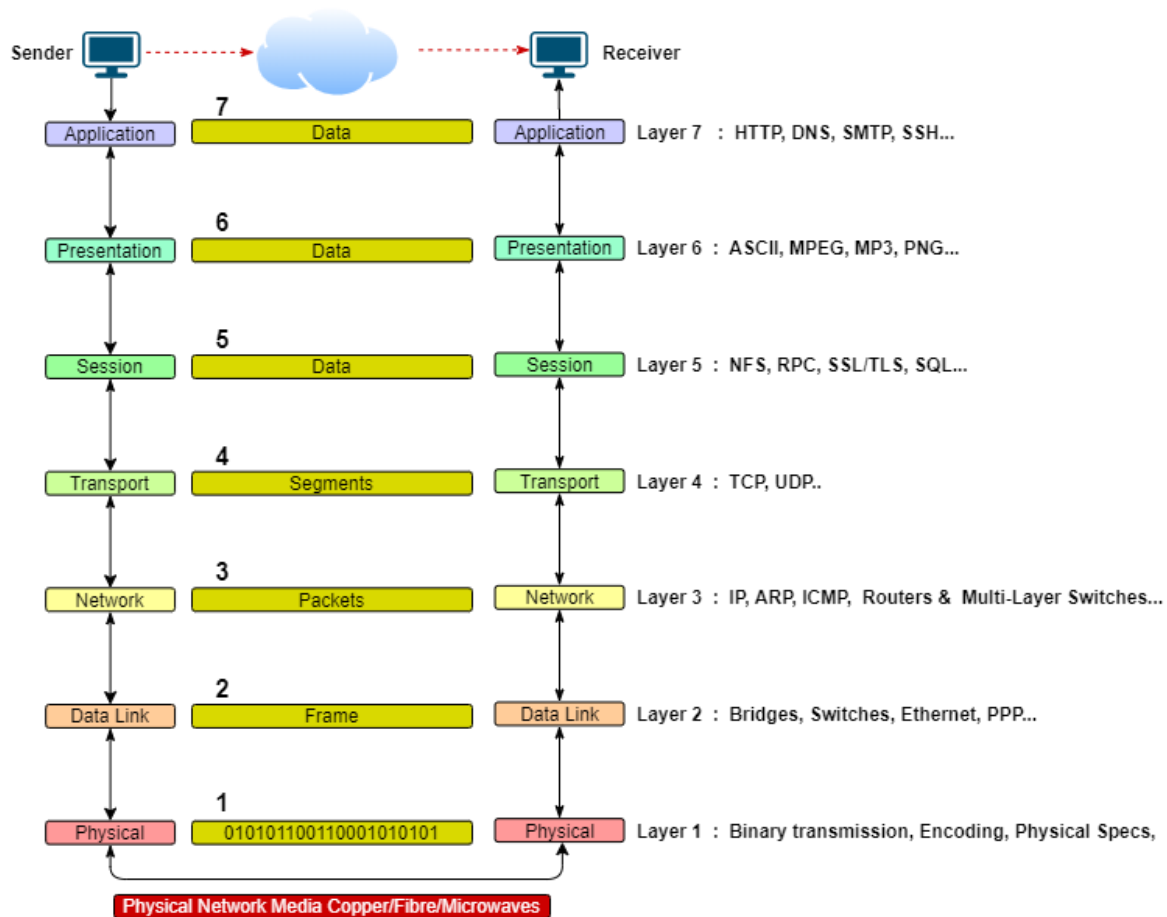 Sender
Receiver
7
Application
Data
Application
Layer 7 : HTTP, DNS, SMTP, SSH...
6
Presentation
Data
Presentation
Layer 6 : ASCII, MPEG, MP3, PNG...
5
Session
Data
Session
Layer 5 : NFS, RPC, SSL/TLS, SQL...
4
Transport
Segments
Transport
Layer 4 : TCP, UDP..
3
Network
Packets
Network
Layer 3 : IP, ARP, ICMP, Routers & Multi-Layer Switches...
2
Data Link
Frame
Data Link
Layer 2 : Bridges, Switches, Ethernet, PPP...
1
Physical
010101100110001010101
Physical
Layer 1 : Binary transmission, Encoding, Physical Specs,
Physical Network Media Copper/Fibre/Microwaves